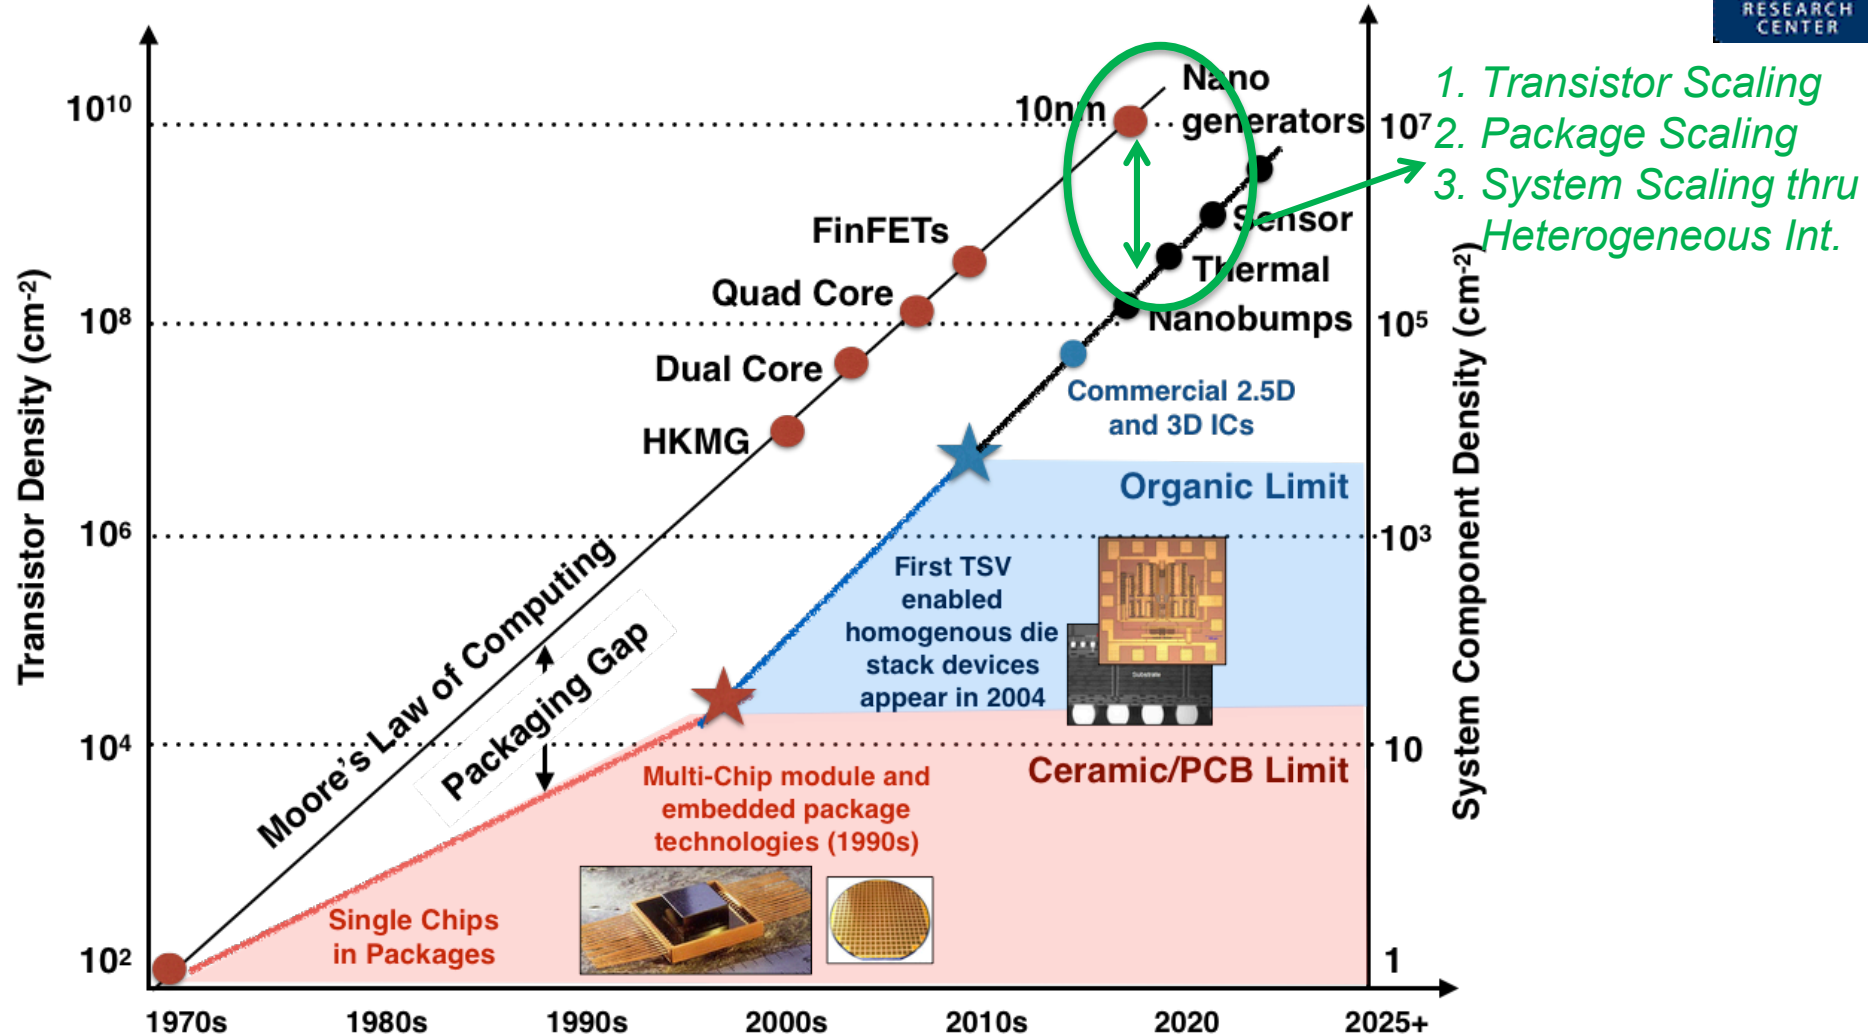 RESEARCH
CENTER
1. Transistor Scaling
2. Package Scaling
3. System Scaling thru
Heterogeneous Int.
Transistor Density (cm-2)
10¹⁰
10⁸
10⁶
10⁴
10²
System Component Density (cm-2)
10⁷
10⁵
10³
10
1
Nano
generators
10nm
Sensor
Thermal
Nanobumps
FinFETs
Quad Core
Dual Core
HKMG
Commercial 2.5D
and 3D ICs
Organic Limit
First TSV
enabled
homogenous die
stack devices
appear in 2004
Substrate
Moore's Law of Computing
Packaging Gap
Ceramic/PCB Limit
Multi-Chip module and
embedded package
technologies (1990s)
Single Chips
in Packages
1970s 1980s 1990s 2000s 2010s 2020 2025+